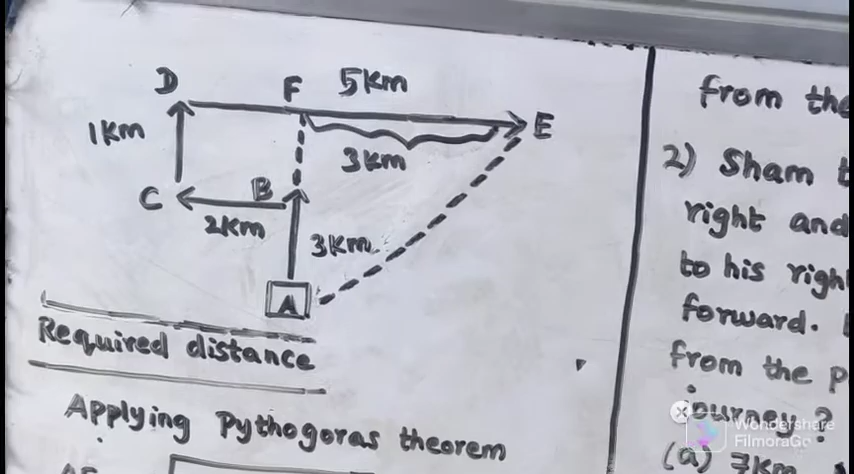 D F 5Km
E
1Km
3Km
C B
2Km
3Km.
A
Required distance
Applying Pythogoras theorem
from the
2) Sham
right and
to his right
forward.
from the
journey?
(a) 7Km
Wondershare
FilmoraGo